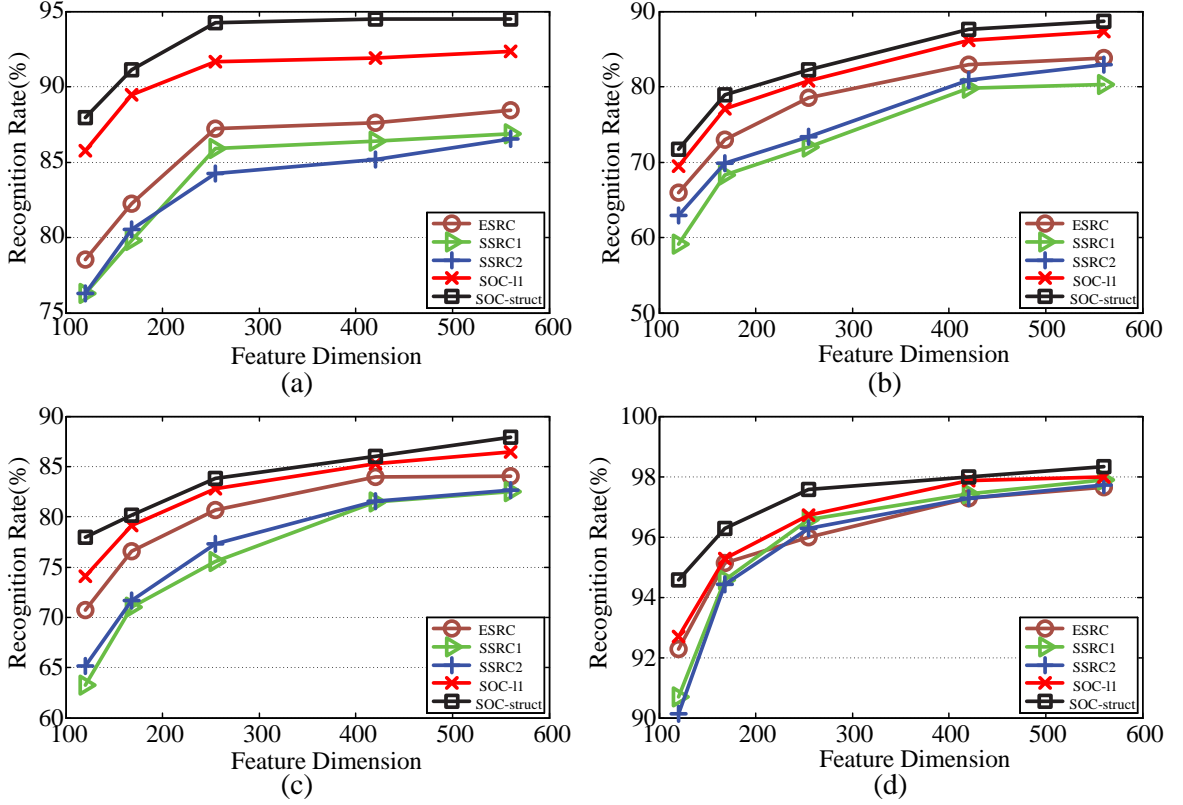 95
90
85
80
75
Recognition Rate(%)
ESRC
SSRC1
SSRC2
SOC-l1
SOC-struct
100 200 300 400 500 600
Feature Dimension
(a)
90
80
70
60
50
Recognition Rate(%)
ESRC
SSRC1
SSRC2
SOC-l1
SOC-struct
100 200 300 400 500 600
Feature Dimension
(b)
90
85
80
75
70
65
60
Recognition Rate(%)
ESRC
SSRC1
SSRC2
SOC-l1
SOC-struct
100 200 300 400 500 600
Feature Dimension
(c)
100
98
96
94
92
90
Recognition Rate(%)
ESRC
SSRC1
SSRC2
SOC-l1
SOC-struct
100 200 300 400 500 600
Feature Dimension
(d)